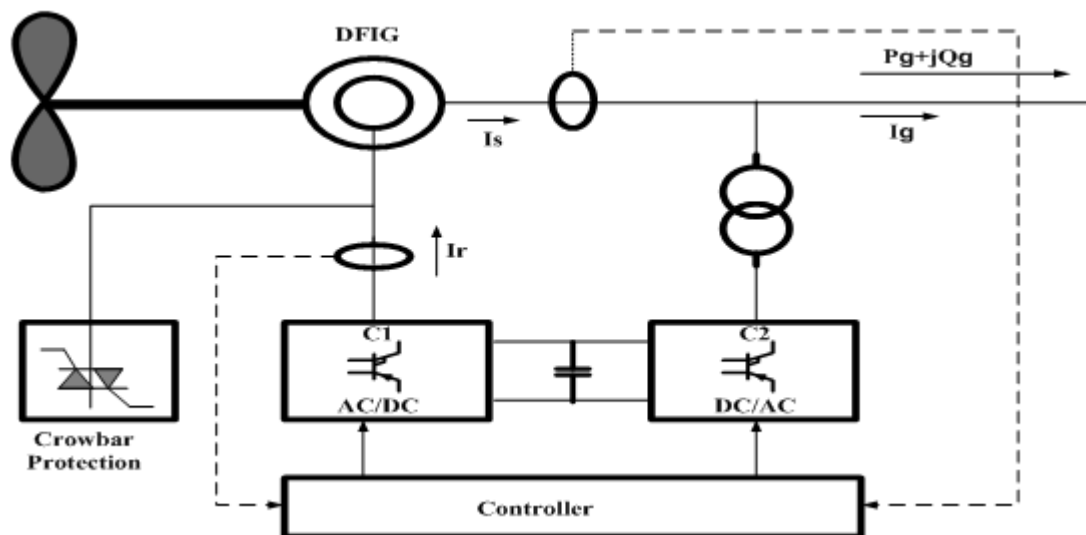 DFIG
Pg+jQg
Is
Ig
Ir
C1
AC/DC
C2
DC/AC
Crowbar
Protection
Controller